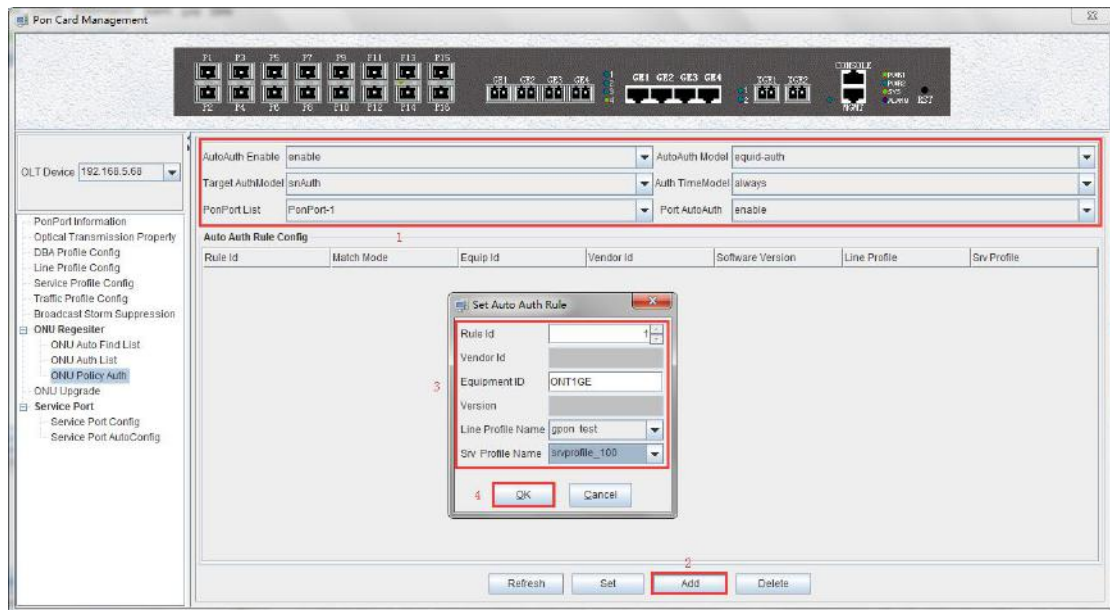 Pon Card Management
P1 P3 P5 P7 P9 P11 P13 P15
P2 P4 P6 P8 P10 P12 P14 P16
GE1 GE2 GE3 GE4
GE1 GE2 GE3 GE4
CONSOLE
MGMT
RST
OLT Device 192.168.5.68
AutoAuth Enable enable AutoAuth Model equid-auth
Target AuthModel snAuth Auth TimeModel always
PonPort List PonPort-1 Port AutoAuth enable
1
PonPort Information
Optical Transmission Property
DBA Profile Config
Line Profile Config
Service Profile Config
Traffic Profile Config
Broadcast Storm Suppression
ONU Regesiter
ONU Auto Find List
ONU Auth List
ONU Policy Auth
ONU Upgrade
Service Port
Service Port Config
Service Port AutoConfig
Auto Auth Rule Config
Rule Id Match Mode Equip Id Vendor Id Software Version Line Profile Srv Profile
Set Auto Auth Rule
Rule Id 1
Vendor Id
3 Equipment ID ONT1GE
Version
Line Profile Name gpon_test
Srv Profile Name srvprofile_100
4 OK Cancel
2
Refresh Set Add Delete